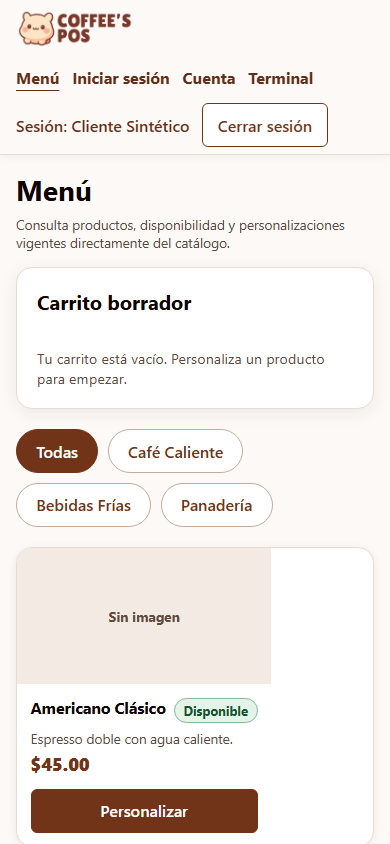 COFFEE'S
POS
Menú Iniciar sesión Cuenta Terminal
Sesión: Cliente Sintético Cerrar sesión
Menú
Consulta productos, disponibilidad y personalizaciones
vigentes directamente del catálogo.
Carrito borrador
Tu carrito está vacío. Personaliza un producto
para empezar.
Todas Café Caliente
Bebidas Frías Panadería
Sin imagen
Americano Clásico Disponible
Espresso doble con agua caliente.
$45.00
Personalizar